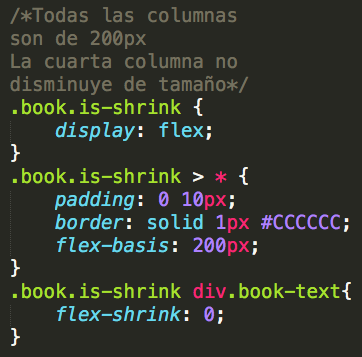 /*Todas las columnas
son de 200px
La cuarta columna no
disminuye de tamaño*/
.book.is-shrink {
    display: flex;
}
.book.is-shrink > * {
    padding: 0 10px;
    border: solid 1px #CCCCCC;
    flex-basis: 200px;
}
.book.is-shrink div.book-text{
    flex-shrink: 0;
}